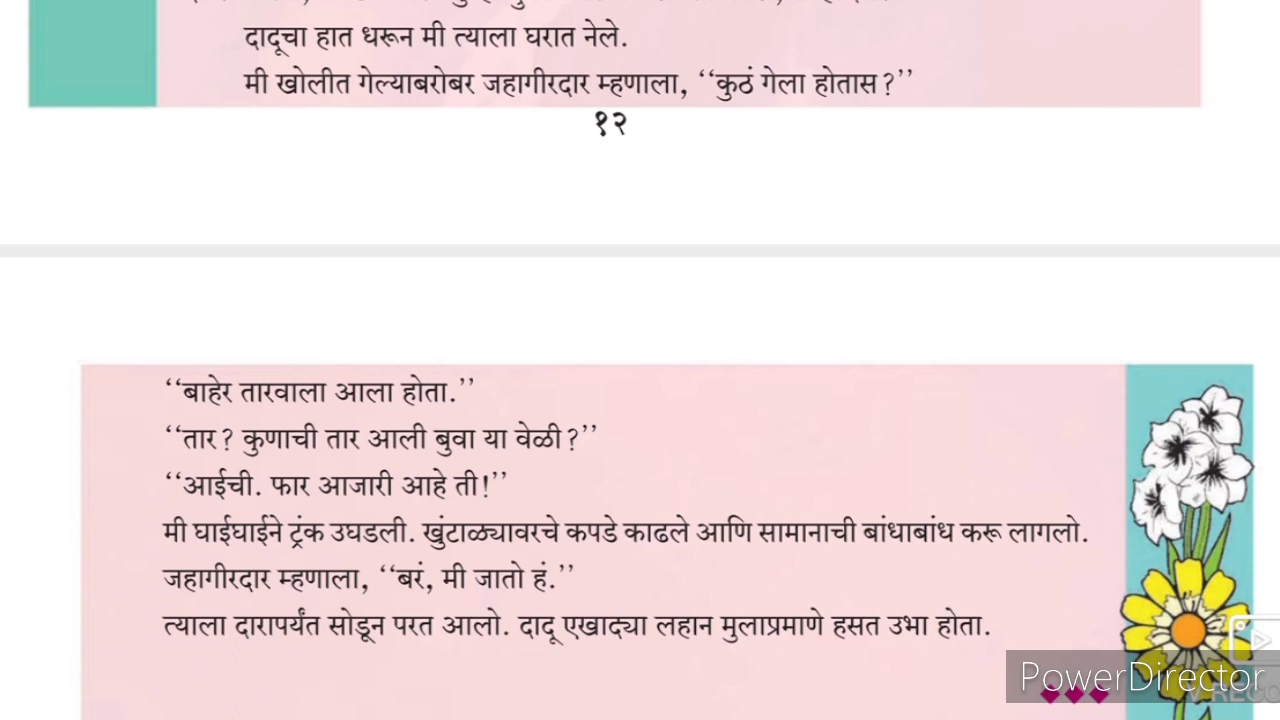 दादूचा हात धरून मी त्याला घरात नेले.
मी खोलीत गेल्याबरोबर जहागीरदार म्हणाला, ‘‘कुठं गेला होतास?’’
१२
‘‘बाहेर तारवाला आला होता.’’
‘‘तार? कुणाची तार आली बुवा या वेळी?’’
‘‘आईची. फार आजारी आहे ती!’’
मी घाईघाईने ट्रंक उघडली. खुंटाळ्यावरचे कपडे काढले आणि सामानाची बांधाबांध करू लागलो.
जहागीरदार म्हणाला, ‘‘बरं, मी जातो हं.’’
त्याला दारापर्यंत सोडून परत आलो. दादू एखाद्या लहान मुलाप्रमाणे हसत उभा होता.
PowerDirector